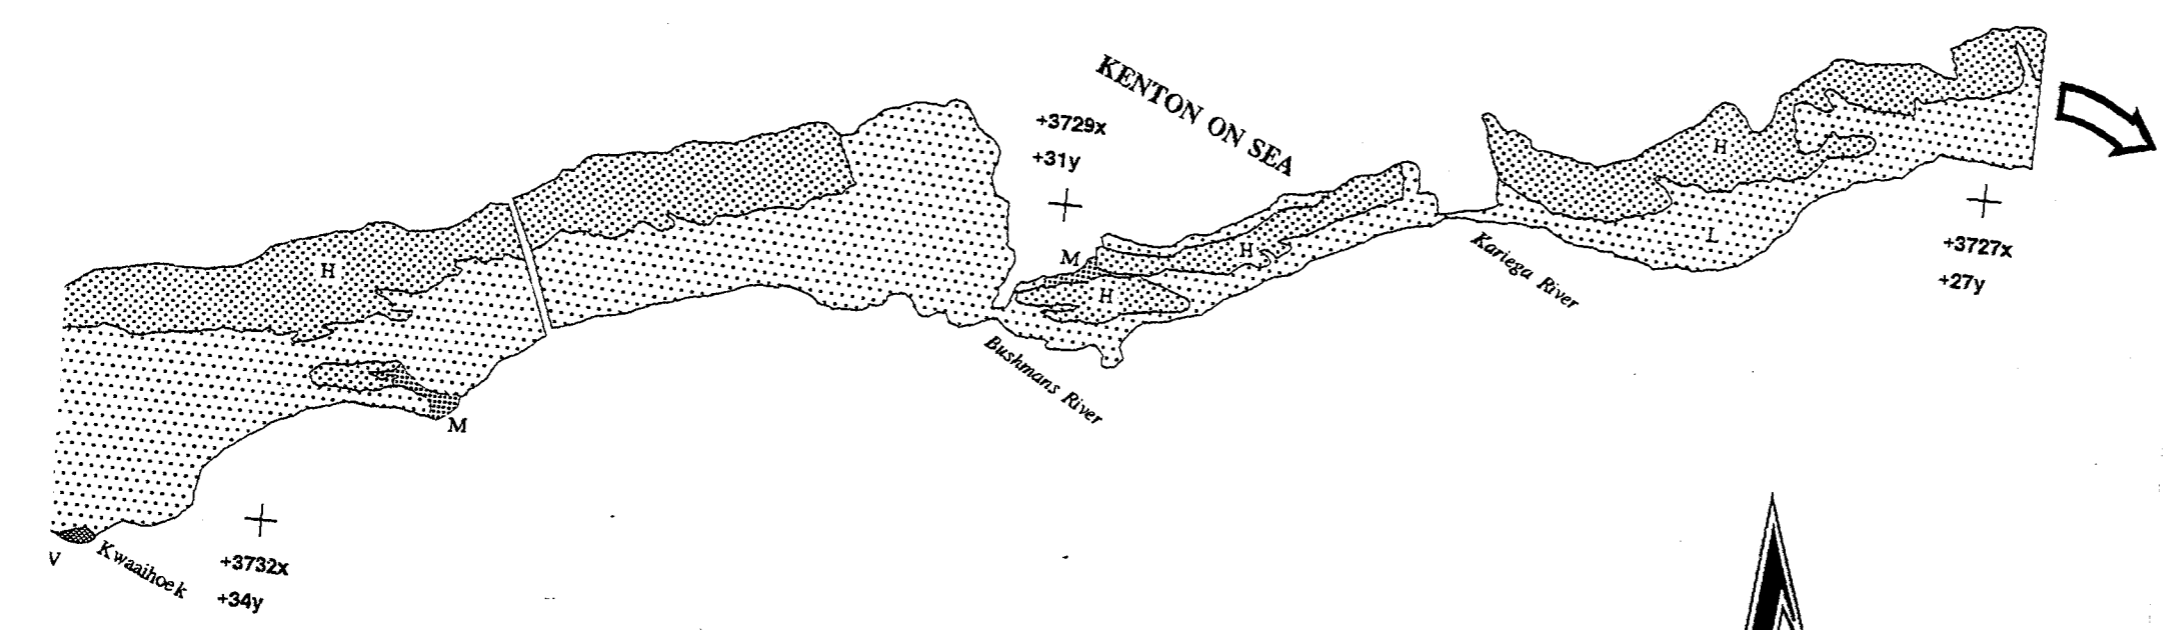 KENTON ON SEA
+3729x
+31y
H
H
M
H
H
L
Kariega River
+3727x
+27y
Bushmans River
M
V
Kwaaihoek
+3732x
+34y